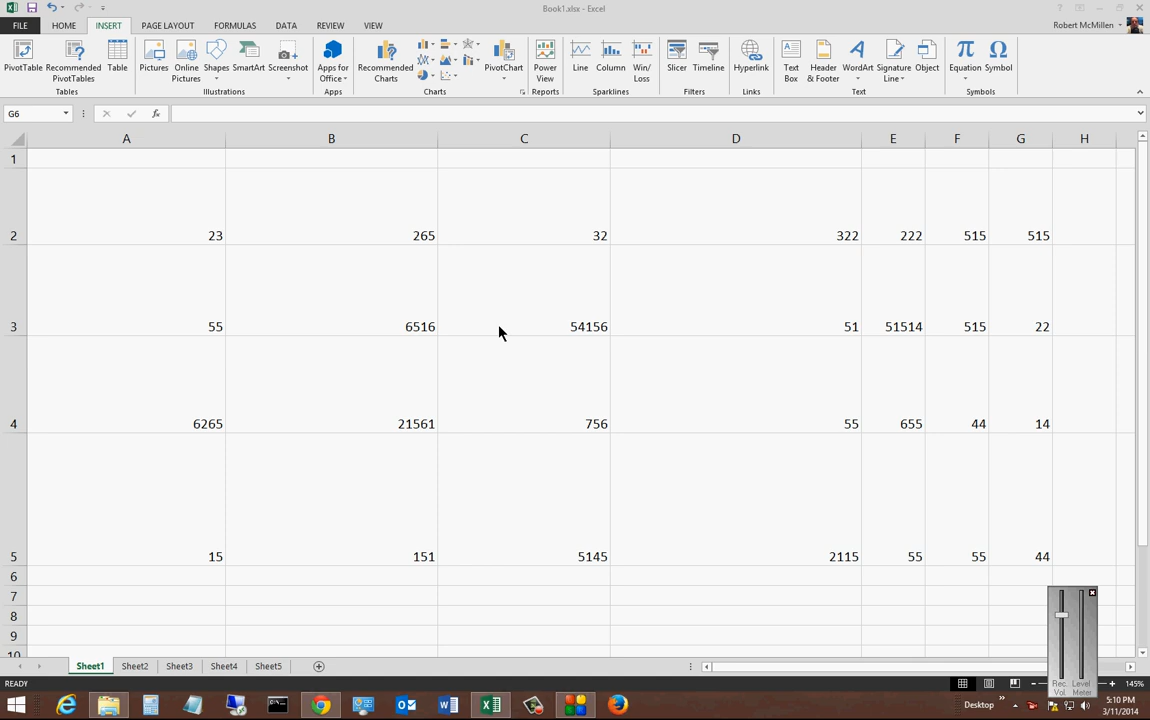 Book1.xlsx - Excel
FILE HOME INSERT PAGE LAYOUT FORMULAS DATA REVIEW VIEW Robert McMillen
PivotTable Recommended PivotTables Table Pictures Online Pictures Shapes SmartArt Screenshot Apps for Office Recommended Charts PivotChart Power View Line Column Win/Loss Slicer Timeline Hyperlink Text Box Header & Footer WordArt Signature Line Object Equation Symbol
Tables Illustrations Apps Charts Reports Sparklines Filters Links Text Symbols
G6 fx
A B C D E F G H
1
2 23 265 32 322 222 515 515
3 55 6516 54156 51 51514 515 22
4 6265 21561 756 55 655 44 14
5 15 151 5145 2115 55 55 44
6
7
8
9
10
Sheet1 Sheet2 Sheet3 Sheet4 Sheet5
Rec Vol Level Meter
READY 145%
Desktop 5:10 PM
3/11/2014